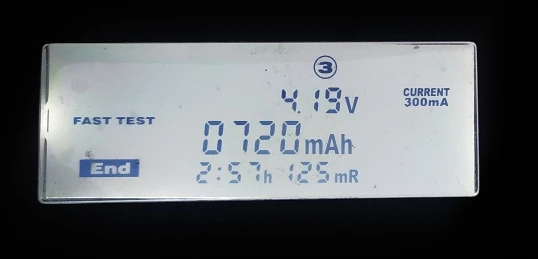 ③
4.19V
CURRENT
300mA
FAST TEST
0720mAh
End
2:57h 125mR